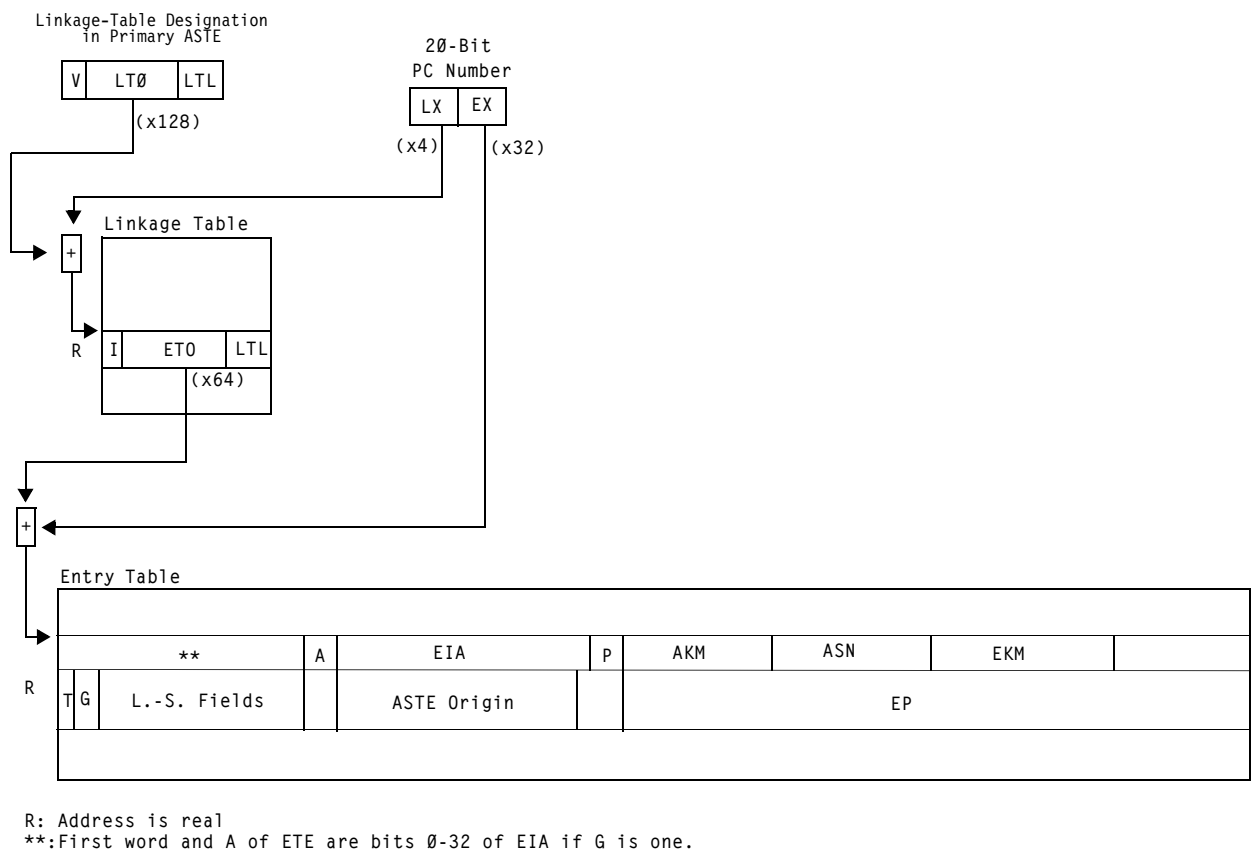 Linkage-Table Designation
in Primary ASTE
V LTØ LTL
(x128)
2Ø-Bit
PC Number
LX EX
(x4) (x32)
+
Linkage Table
R I ETO LTL
(x64)
+
Entry Table
** A EIA P AKM ASN EKM
R T G L.-S. Fields ASTE Origin EP
R: Address is real
**:First word and A of ETE are bits Ø-32 of EIA if G is one.